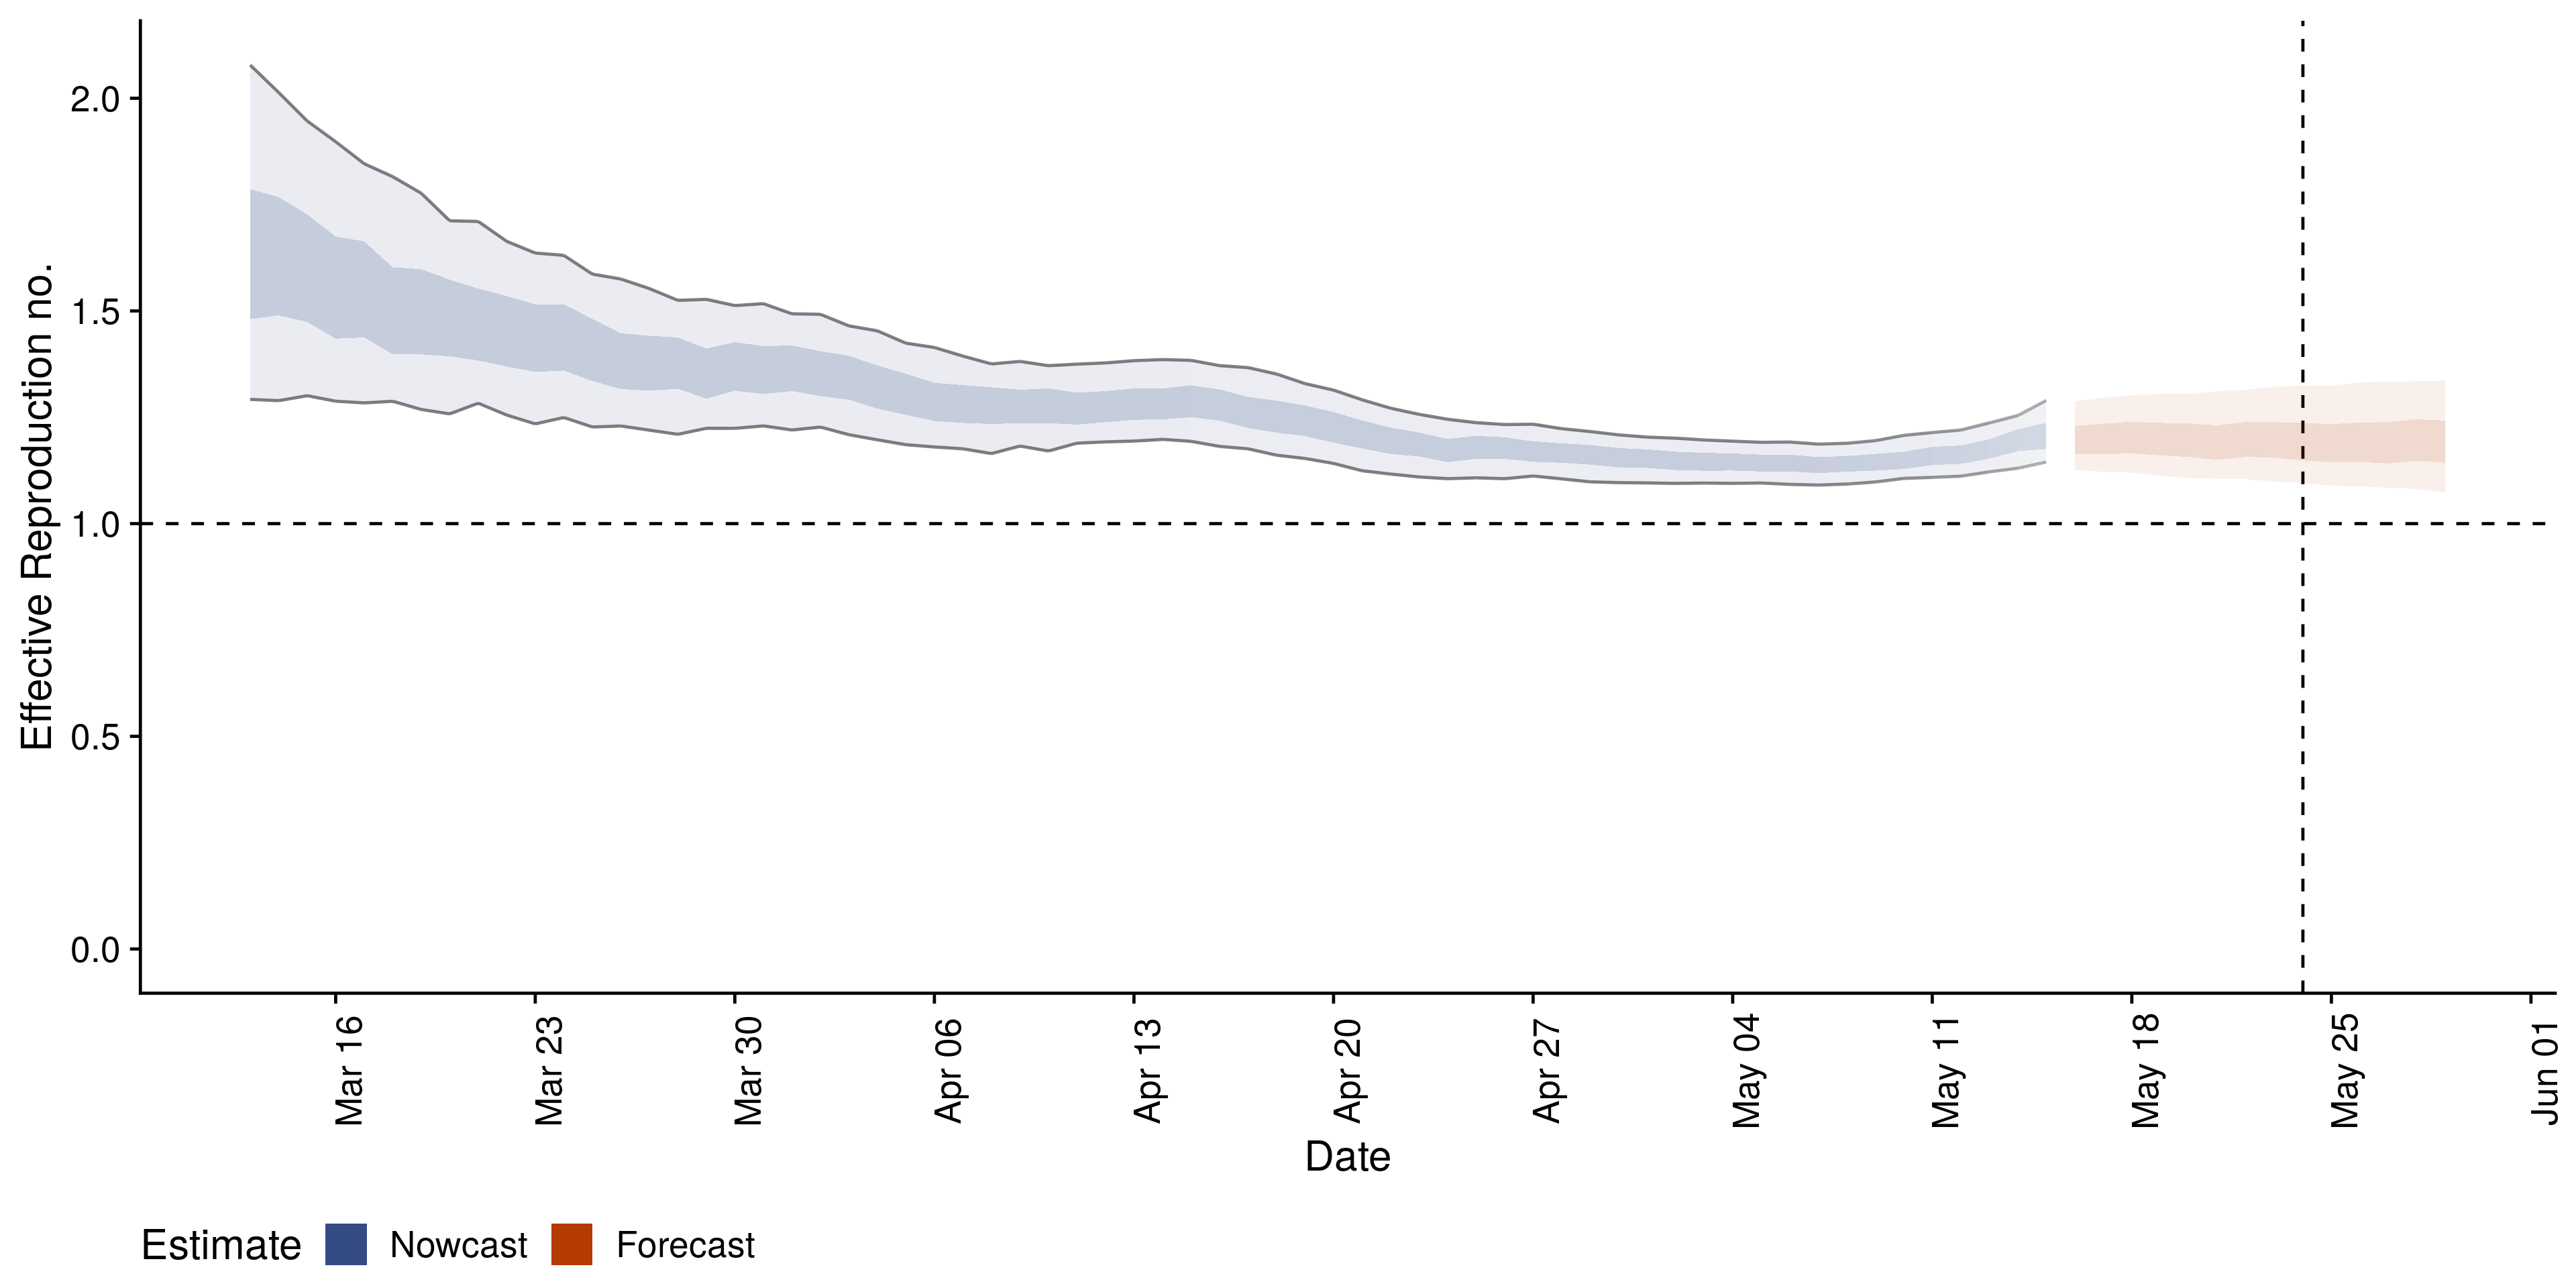 Effective Reproduction no.
2.0
1.5
1.0
0.5
0.0
Mar 16
Mar 23
Mar 30
Apr 06
Apr 13
Apr 20
Apr 27
May 04
May 11
May 18
May 25
Jun 01
Date
Estimate Nowcast Forecast